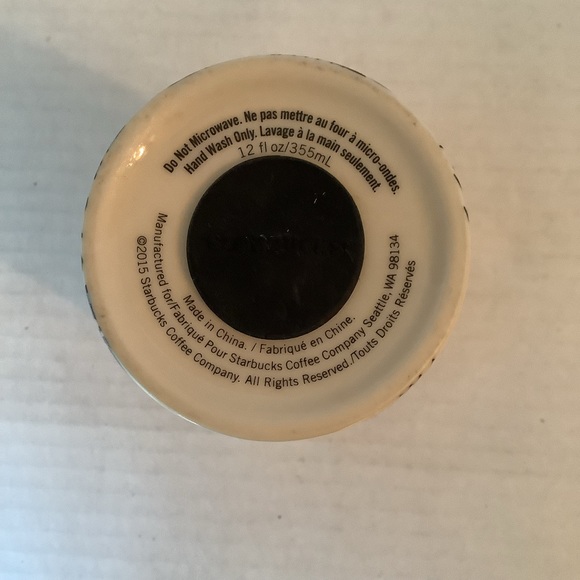 Do Not Microwave. Ne pas mettre au four à micro-ondes.
Hand Wash Only. Lavage à la main seulement.
12 fl oz/355mL
Made in China. / Fabriqué en Chine.
Manufactured for/Fabriqué Pour Starbucks Coffee Company Seattle, WA 98134
©2015 Starbucks Coffee Company. All Rights Reserved./Touts Droits Réservés